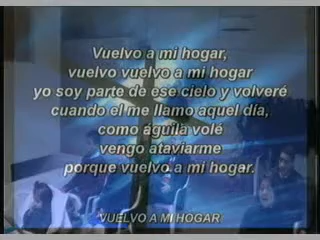 Vuelvo a mi hogar,
vuelvo vuelvo a mi hogar
yo soy parte de ese cielo y volveré
cuando el me llamo aquel día,
como aguila volé
vengo ataviarme
porque vuelvo a mi hogar.
VUELVO A MI HOGAR